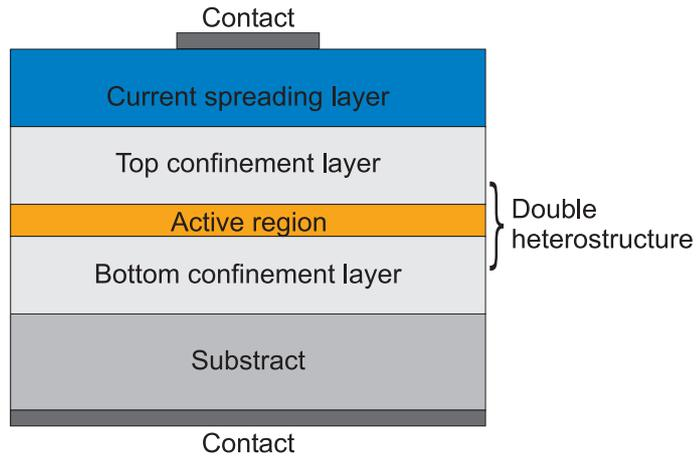 Contact
Current spreading layer
Top confinement layer
Active region
Double
heterostructure
Bottom confinement layer
Substract
Contact